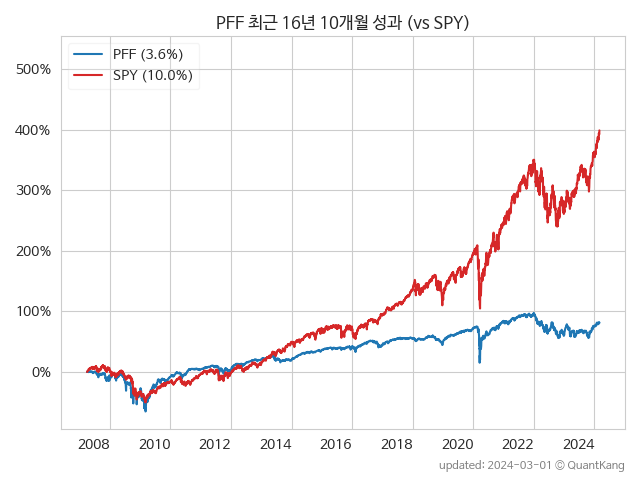 PFF 최근 16년 10개월 성과 (vs SPY)
PFF (3.6%)
SPY (10.0%)
500%
400%
300%
200%
100%
0%
2008 2010 2012 2014 2016 2018 2020 2022 2024
updated: 2024-03-01 © QuantKang